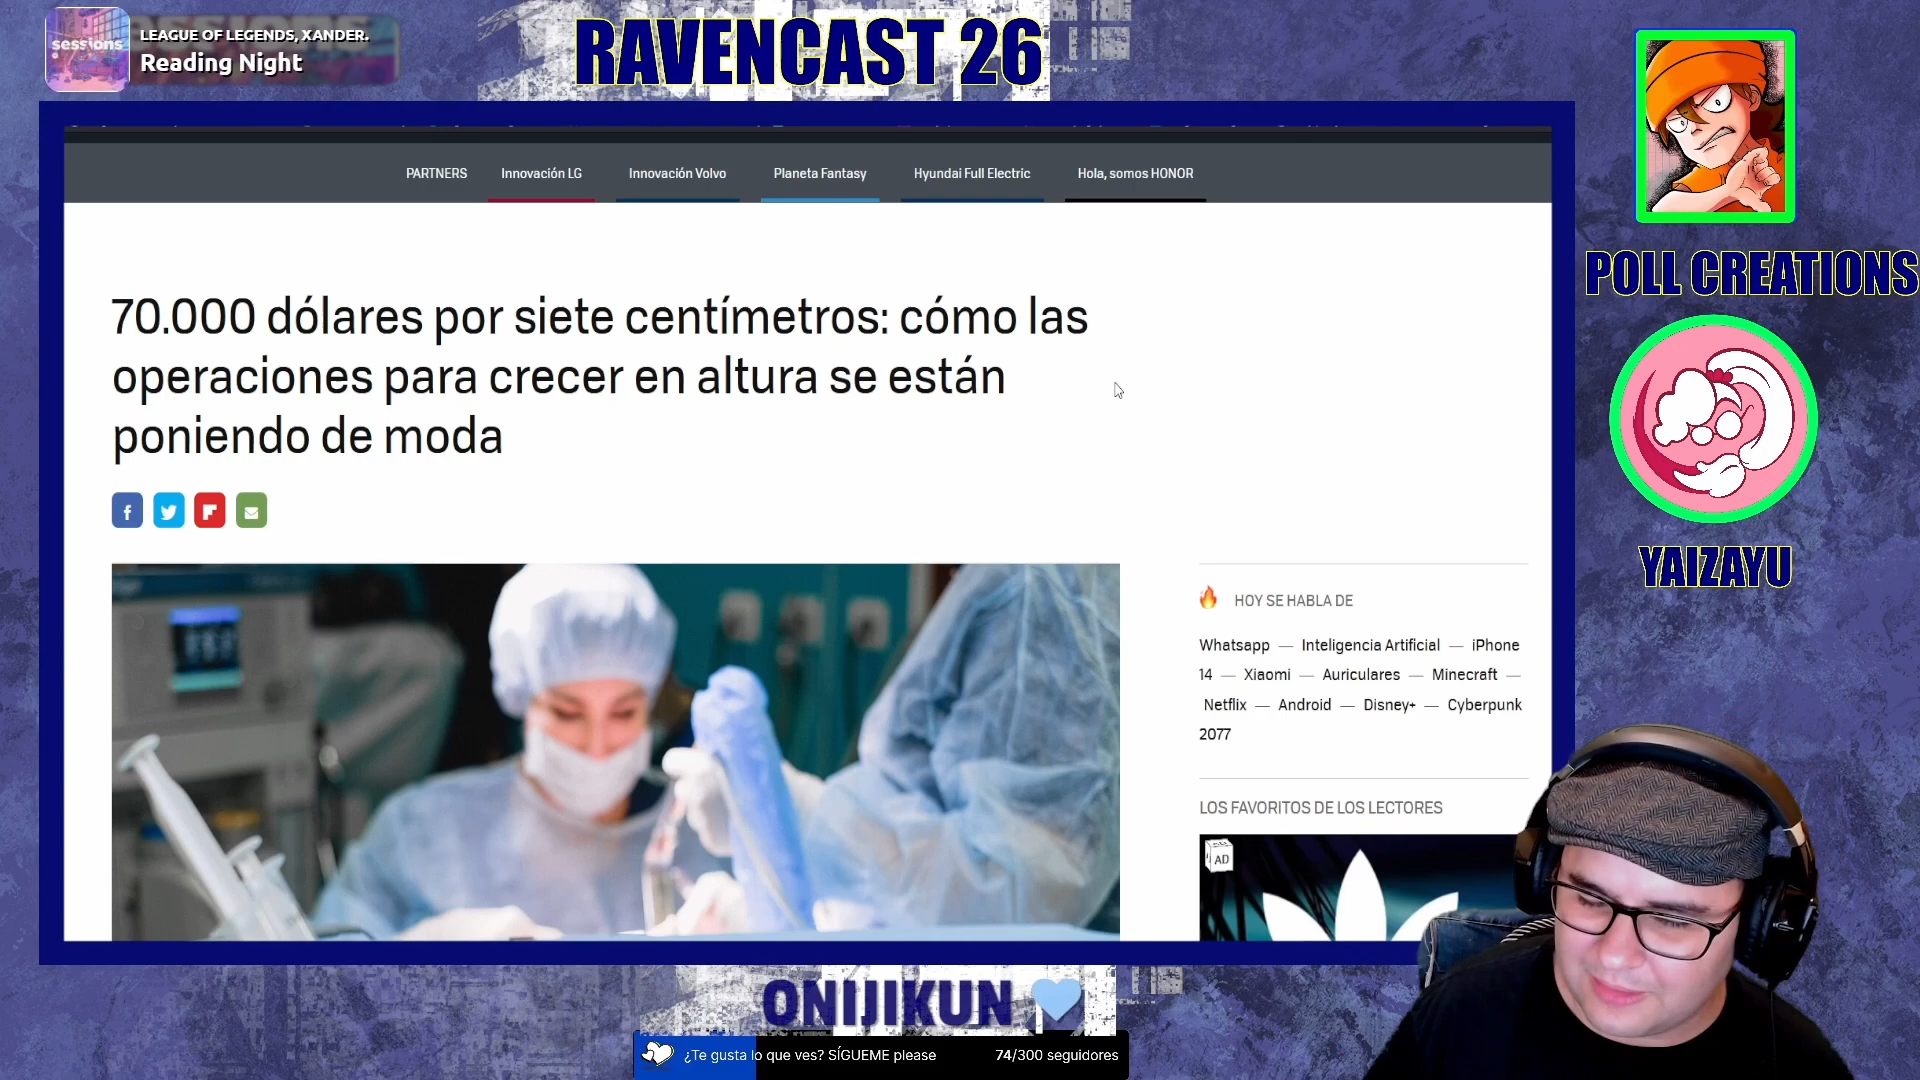 sessions
LEAGUE OF LEGENDS, XANDER.
Reading Night
RAVENCAST 26
PARTNERS
Innovación LG
Innovación Volvo
Planeta Fantasy
Hyundai Full Electric
Hola, somos HONOR
70.000 dólares por siete centímetros: cómo las
operaciones para crecer en altura se están
poniendo de moda
HOY SE HABLA DE
Whatsapp — Inteligencia Artificial — iPhone
14 — Xiaomi — Auriculares — Minecraft —
Netflix — Android — Disney+ — Cyberpunk
2077
LOS FAVORITOS DE LOS LECTORES
AD
POLL CREATIONS
YAIZAYU
ONIJIKUN
¿Te gusta lo que ves? SÍGUEME please
74/300 seguidores